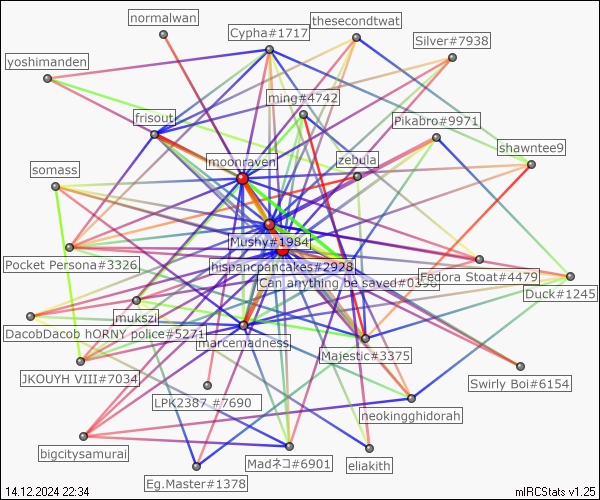 normalwan
thesecondtwat
Cypha#1717
Silver#7938
yoshimanden
ming#4742
frisout
Pikabro#9971
shawntee9
moonraven
zebula
somass
Mushy#1984
Pocket Persona#3326
hispancpancakes#2928
Fedora Stoat#4479
Can anything be saved#0390
Duck#1245
mukszi
DacobDacob hORNY police#5271
marcemadness
Majestic#3375
JKOUYH VIII#7034
Swirly Boi#6154
LPK2387 #7690
neokingghidorah
bigcitysamurai
Madネコ#6901
eliakith
Eg.Master#1378
14.12.2024 22:34
mIRCStats v1.25